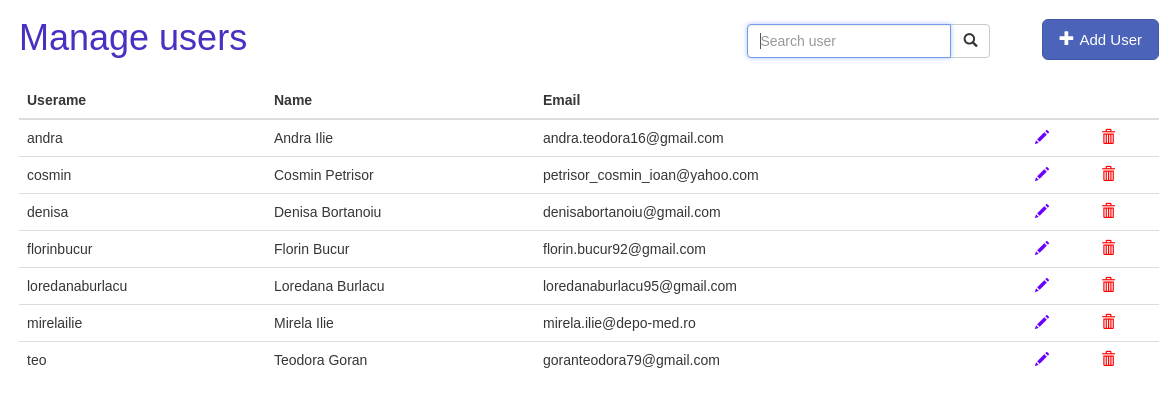 Manage users
Search user
Add User
Userame Name Email
andra Andra Ilie andra.teodora16@gmail.com
cosmin Cosmin Petrisor petrisor_cosmin_ioan@yahoo.com
denisa Denisa Bortanoiu denisabortanoiu@gmail.com
florinbucur Florin Bucur florin.bucur92@gmail.com
loredanaburlacu Loredana Burlacu loredanaburlacu95@gmail.com
mirelailie Mirela Ilie mirela.ilie@depo-med.ro
teo Teodora Goran goranteodora79@gmail.com